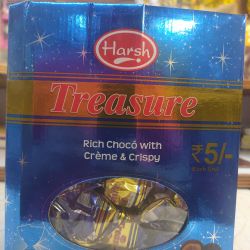 Harsh
Treasure
Rich Chocó with
Crème & Crispy
₹5/-